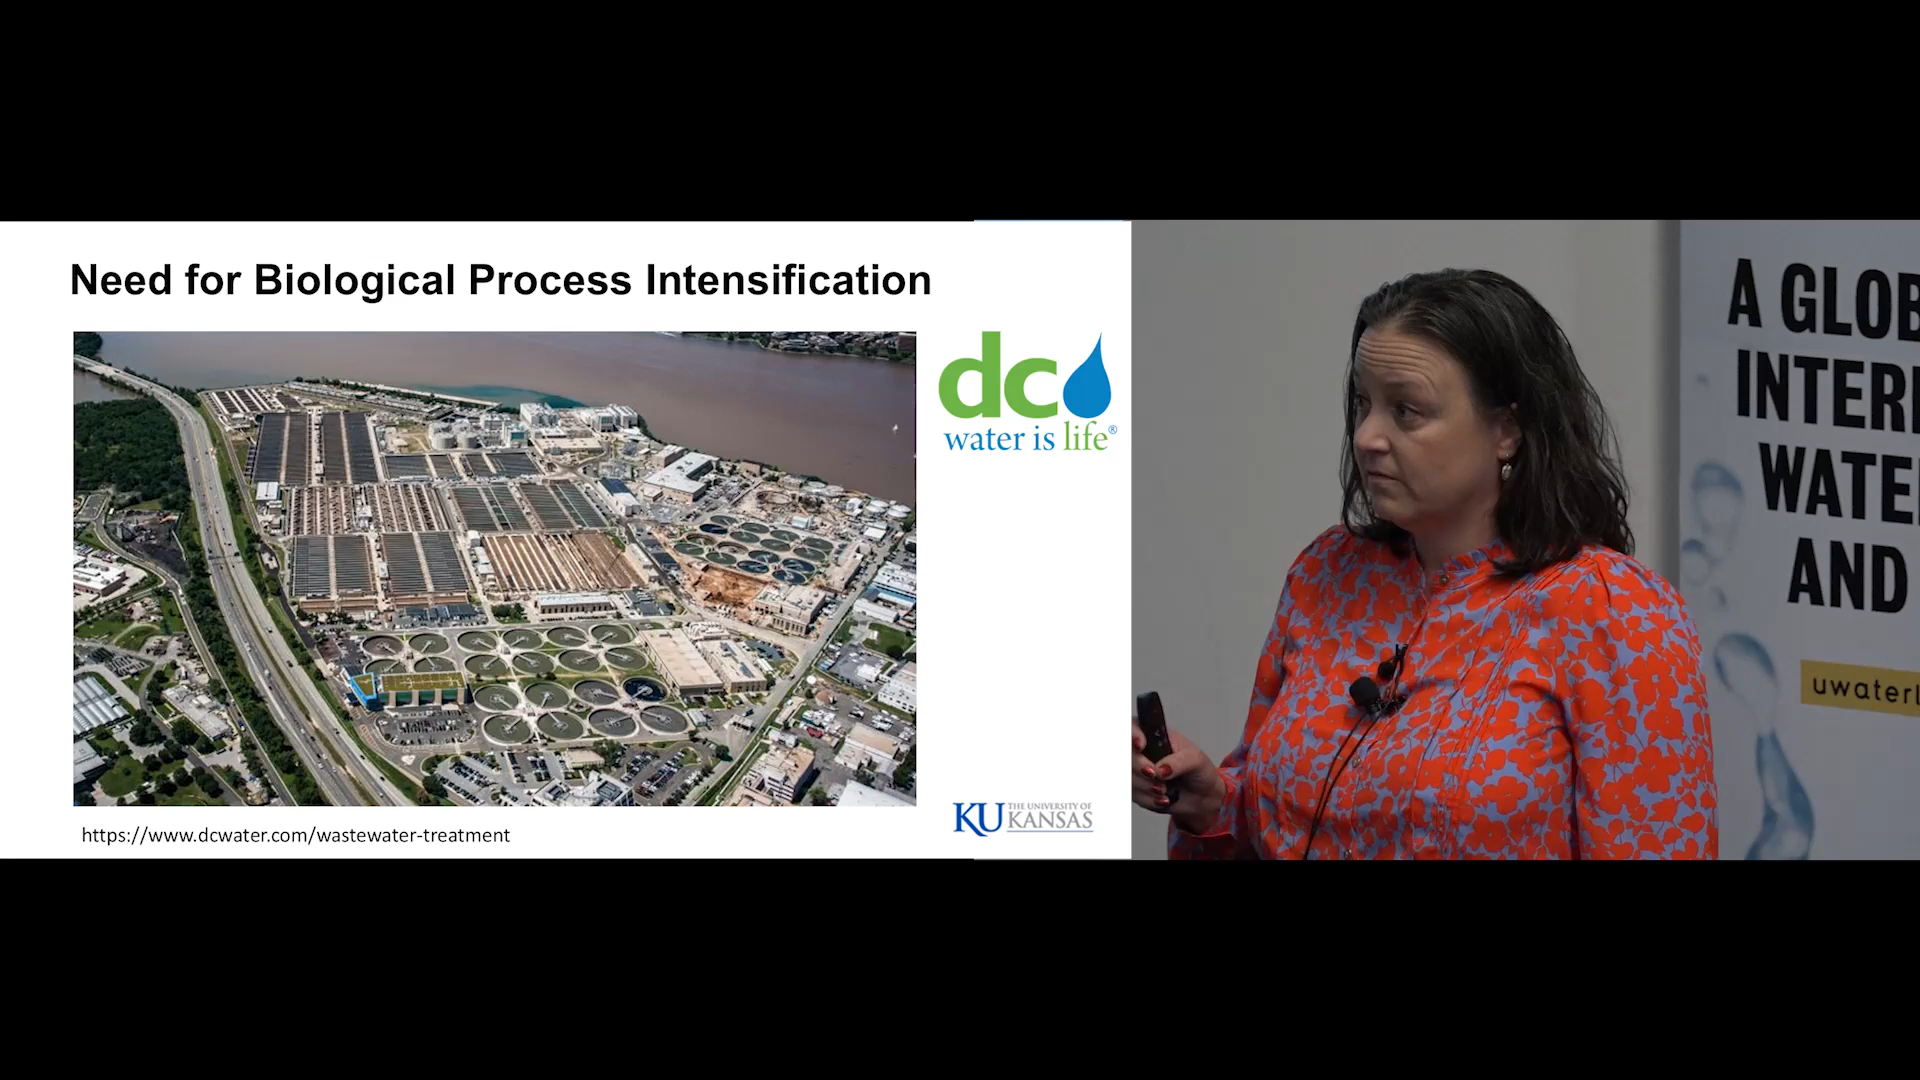 Need for Biological Process Intensification
dc
water is life®
https://www.dcwater.com/wastewater-treatment
KU THE UNIVERSITY OF
KANSAS
A GLOB
INTER
WATE
AND
uwaterl